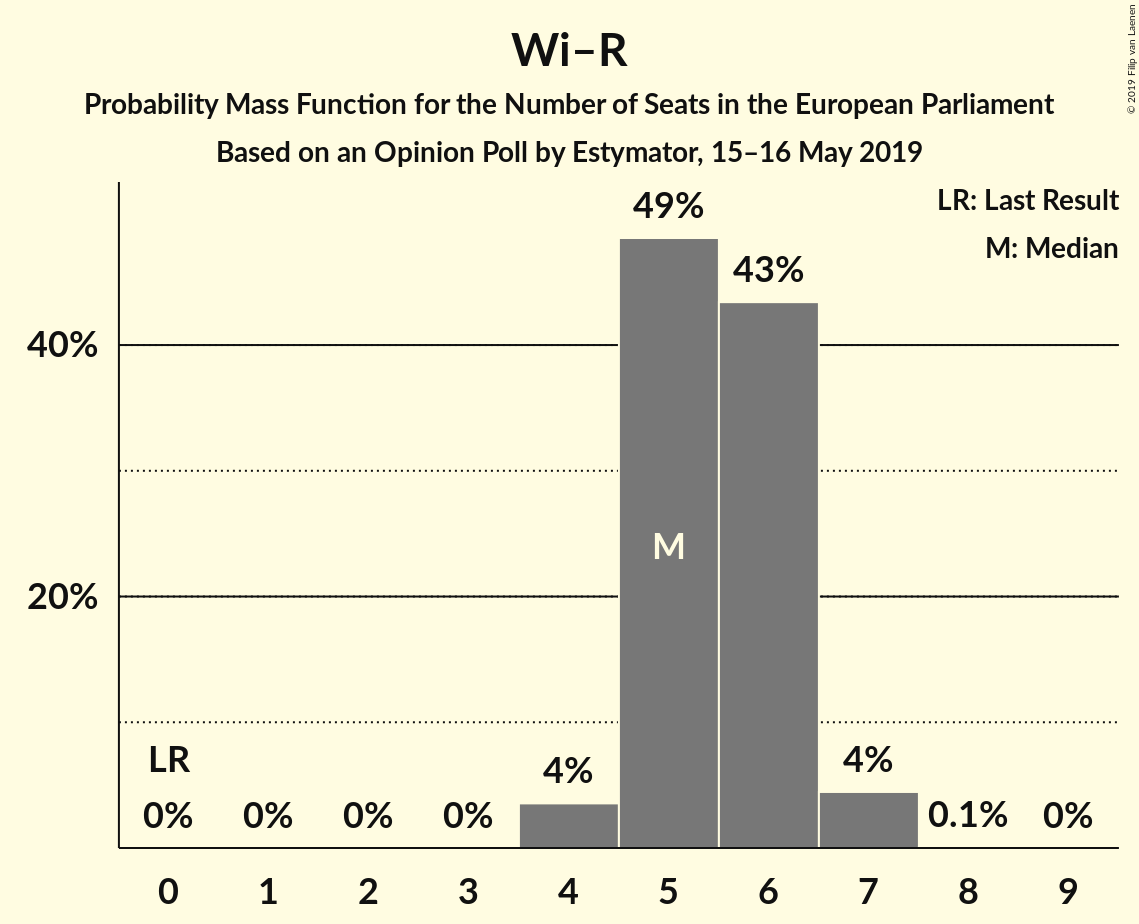 Wi–R
Probability Mass Function for the Number of Seats in the European Parliament
Based on an Opinion Poll by Estymator, 15–16 May 2019
© 2019 Filip van Laenen
LR: Last Result
M: Median
49%
43%
40%
M
20%
LR
4%
4%
0% 0% 0% 0% 0.1% 0%
0 1 2 3 4 5 6 7 8 9